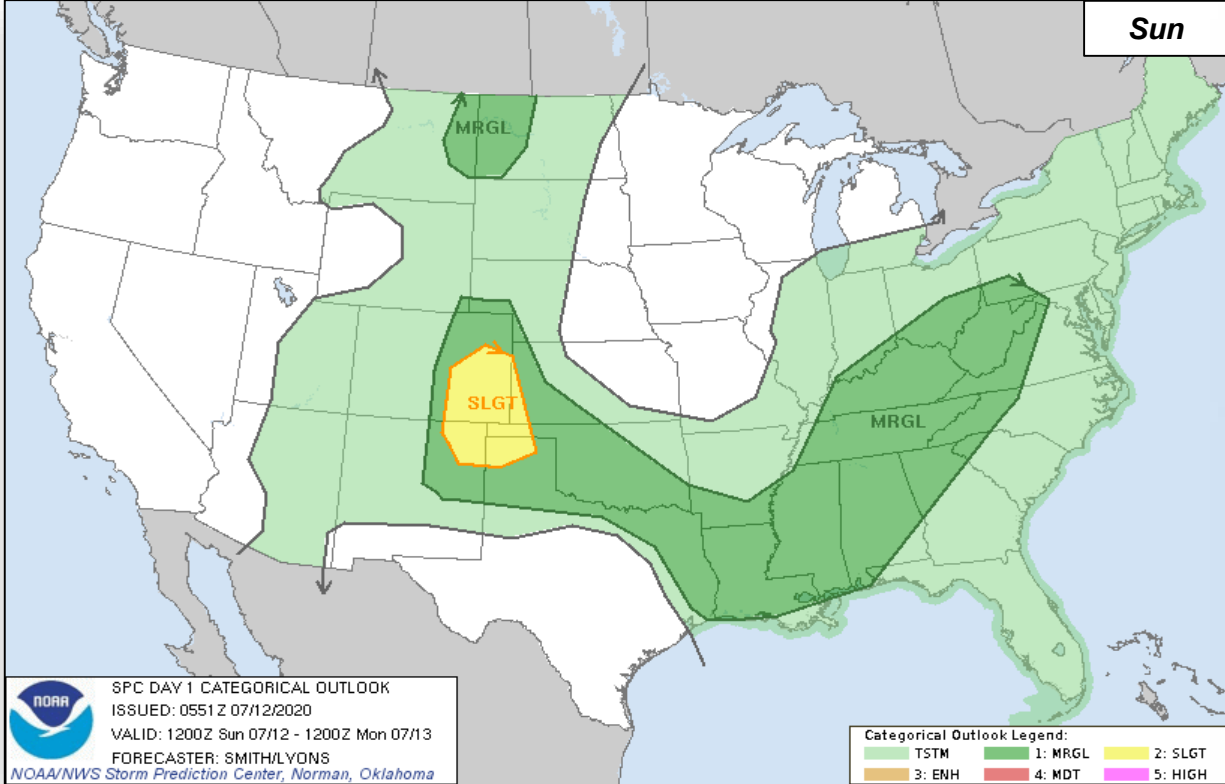 Sun
MRGL
SLGT
MRGL
NOAA
SPC DAY 1 CATEGORICAL OUTLOOK
ISSUED: 0551Z 07/12/2020
VALID: 1200Z Sun 07/12 - 1200Z Mon 07/13
FORECASTER: SMITH/LYONS
NOAA/NWS Storm Prediction Center, Norman, Oklahoma
Categorical Outlook Legend:
TSTM 1: MRGL 2: SLGT
3: ENH 4: MDT 5: HIGH